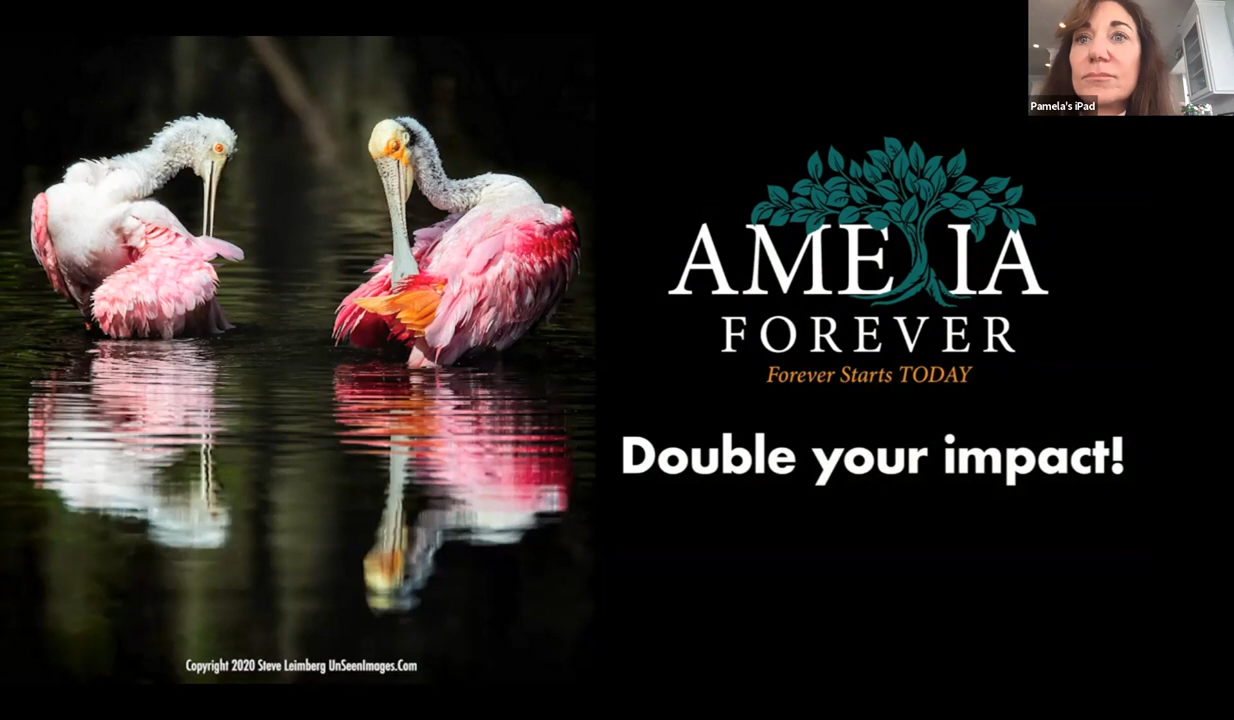 Pamela's iPad
AMELIA
FOREVER
Forever Starts TODAY
Double your impact!
Copyright 2020 Steve Leimberg UnSeenImages.Com